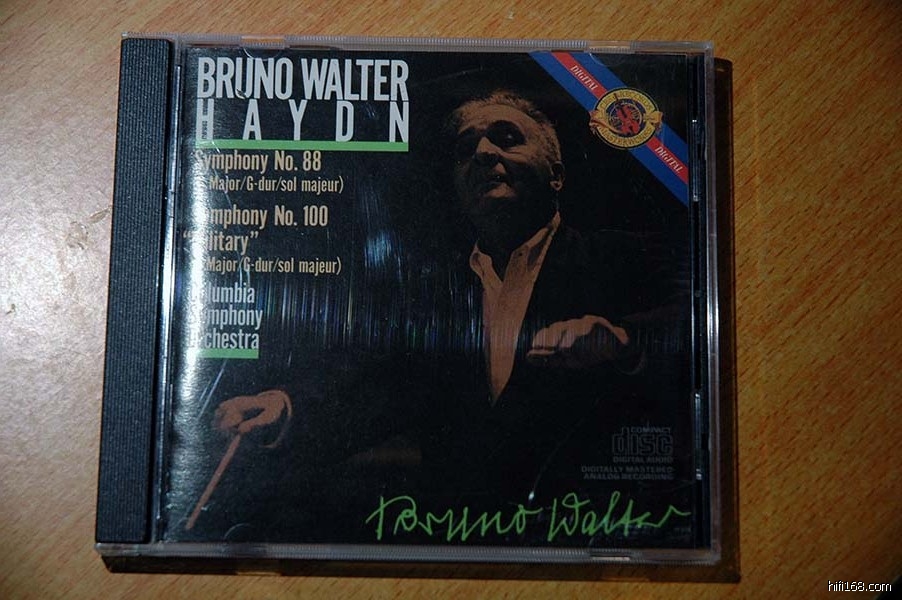 BRUNO WALTER
HAYDN
Symphony No. 88
Major/G-dur/sol majeur)
Symphony No. 100
"Military"
Major/G-dur/sol majeur)
Columbia
Symphony
Orchestra
DIGITAL
MASTERWORKS
DIGITAL
COMPACT
disc
DIGITAL AUDIO
DIGITALLY MASTERED
ANALOG RECORDING
Bruno Walter
hifi168.com